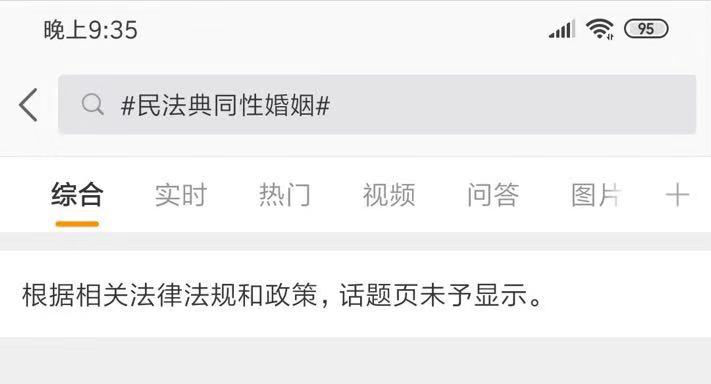 晚上9:35 95
#民法典同性婚姻#
综合 实时 热门 视频 问答 图片
根据相关法律法规和政策，话题页未予显示。